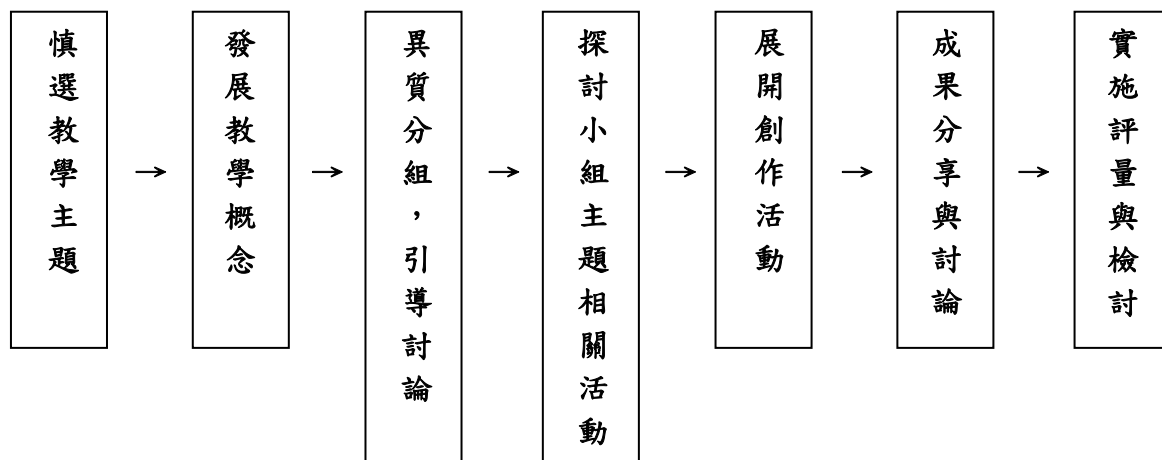 慎選教學主題
→
發展教學概念
→
異質分組，引導討論
→
探討小組主題相關活動
→
展開創作活動
→
成果分享與討論
→
實施評量與檢討